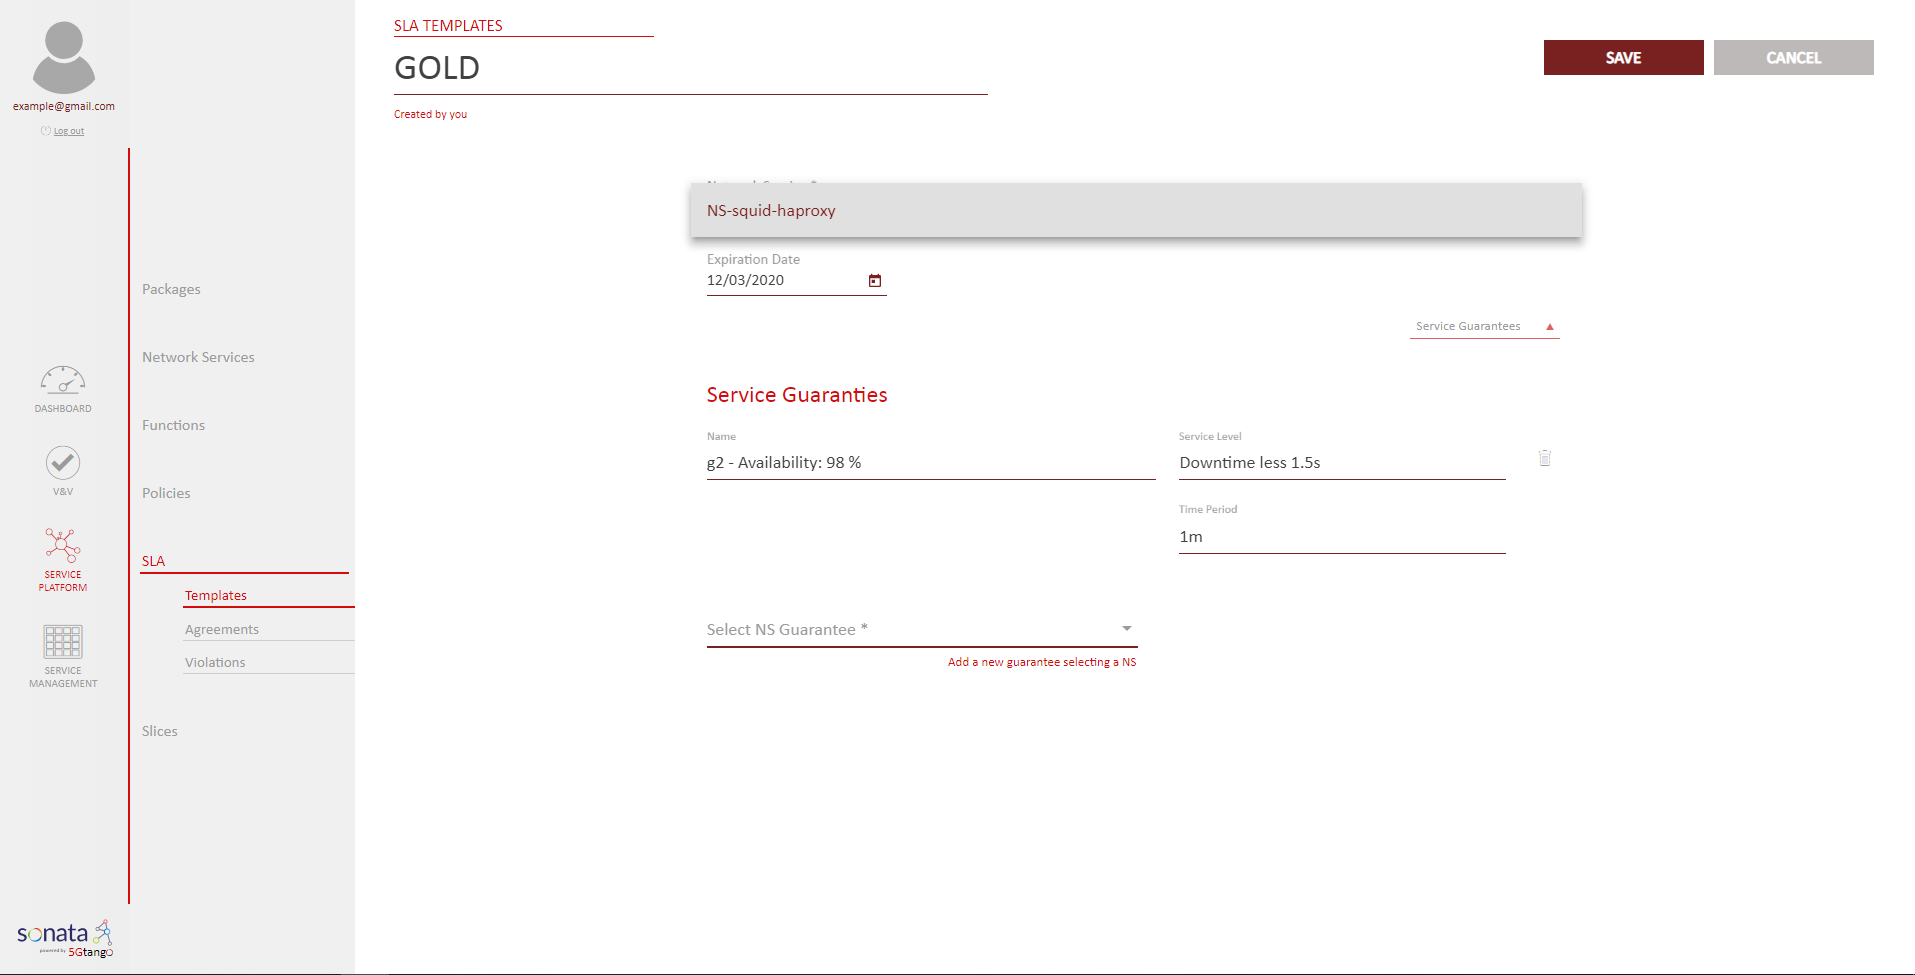 example@gmail.com
Log out
DASHBOARD
V&V
SERVICE
PLATFORM
SERVICE
MANAGEMENT
sonata
powered by 5Gtango
Packages
Network Services
Functions
Policies
SLA
Templates
Agreements
Violations
Slices
SLA TEMPLATES
GOLD
Created by you
SAVE
CANCEL
NS-squid-haproxy
Expiration Date
12/03/2020
Service Guarantees
Service Guaranties
Name
g2 - Availability: 98 %
Service Level
Downtime less 1.5s
Time Period
1m
Select NS Guarantee *
Add a new guarantee selecting a NS